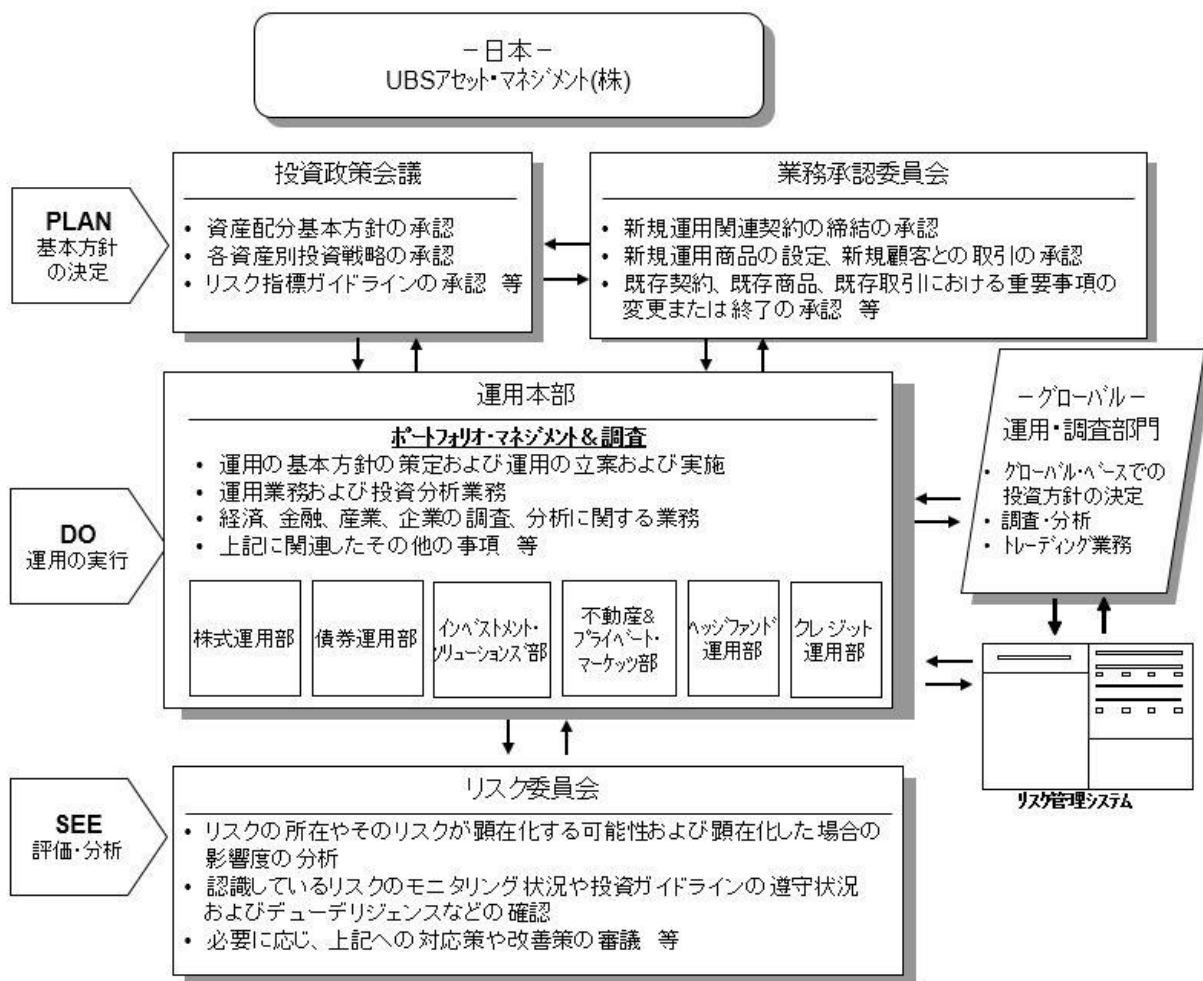 －日本－
UBSアセット・マネジメント(株)
PLAN
基本方針
の決定
投資政策会議
• 資産配分基本方針の承認
• 各資産別投資戦略の承認
• リスク指標ガイドラインの承認 等
業務承認委員会
• 新規運用関連契約の締結の承認
• 新規運用商品の設定、新規顧客との取引の承認
• 既存契約、既存商品、既存取引における重要事項の
変更または終了の承認 等
DO
運用の実行
運用本部
ポートフォリオ・マネジメント＆調査
• 運用の基本方針の策定および運用の立案および実施
• 運用業務および投資分析業務
• 経済、金融、産業、企業の調査、分析に関する業務
• 上記に関連したその他の事項 等
株式運用部
債券運用部
インベストメント・
ソリューションズ部
不動産&
プライベート・
マーケッツ部
ヘッジファンド
運用部
クレジット
運用部
－グローバル－
運用・調査部門
• グローバル・ベースでの
投資方針の決定
• 調査・分析
• トレーディング業務
リスク管理システム
SEE
評価・分析
リスク委員会
• リスクの所在やそのリスクが顕在化する可能性および顕在化した場合の
影響度の分析
• 認識しているリスクのモニタリング状況や投資ガイドラインの遵守状況
およびデューデリジェンスなどの確認
• 必要に応じ、上記への対応策や改善策の審議 等